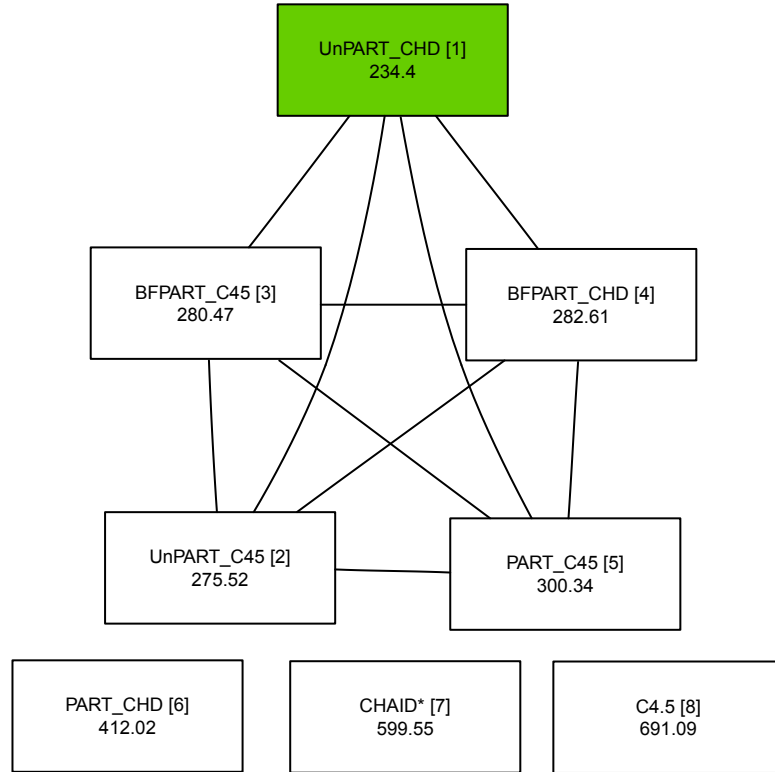 UnPART_CHD [1]
234.4
BFPART_C45 [3]
280.47
BFPART_CHD [4]
282.61
UnPART_C45 [2]
275.52
PART_C45 [5]
300.34
PART_CHD [6]
412.02
CHAID* [7]
599.55
C4.5 [8]
691.09